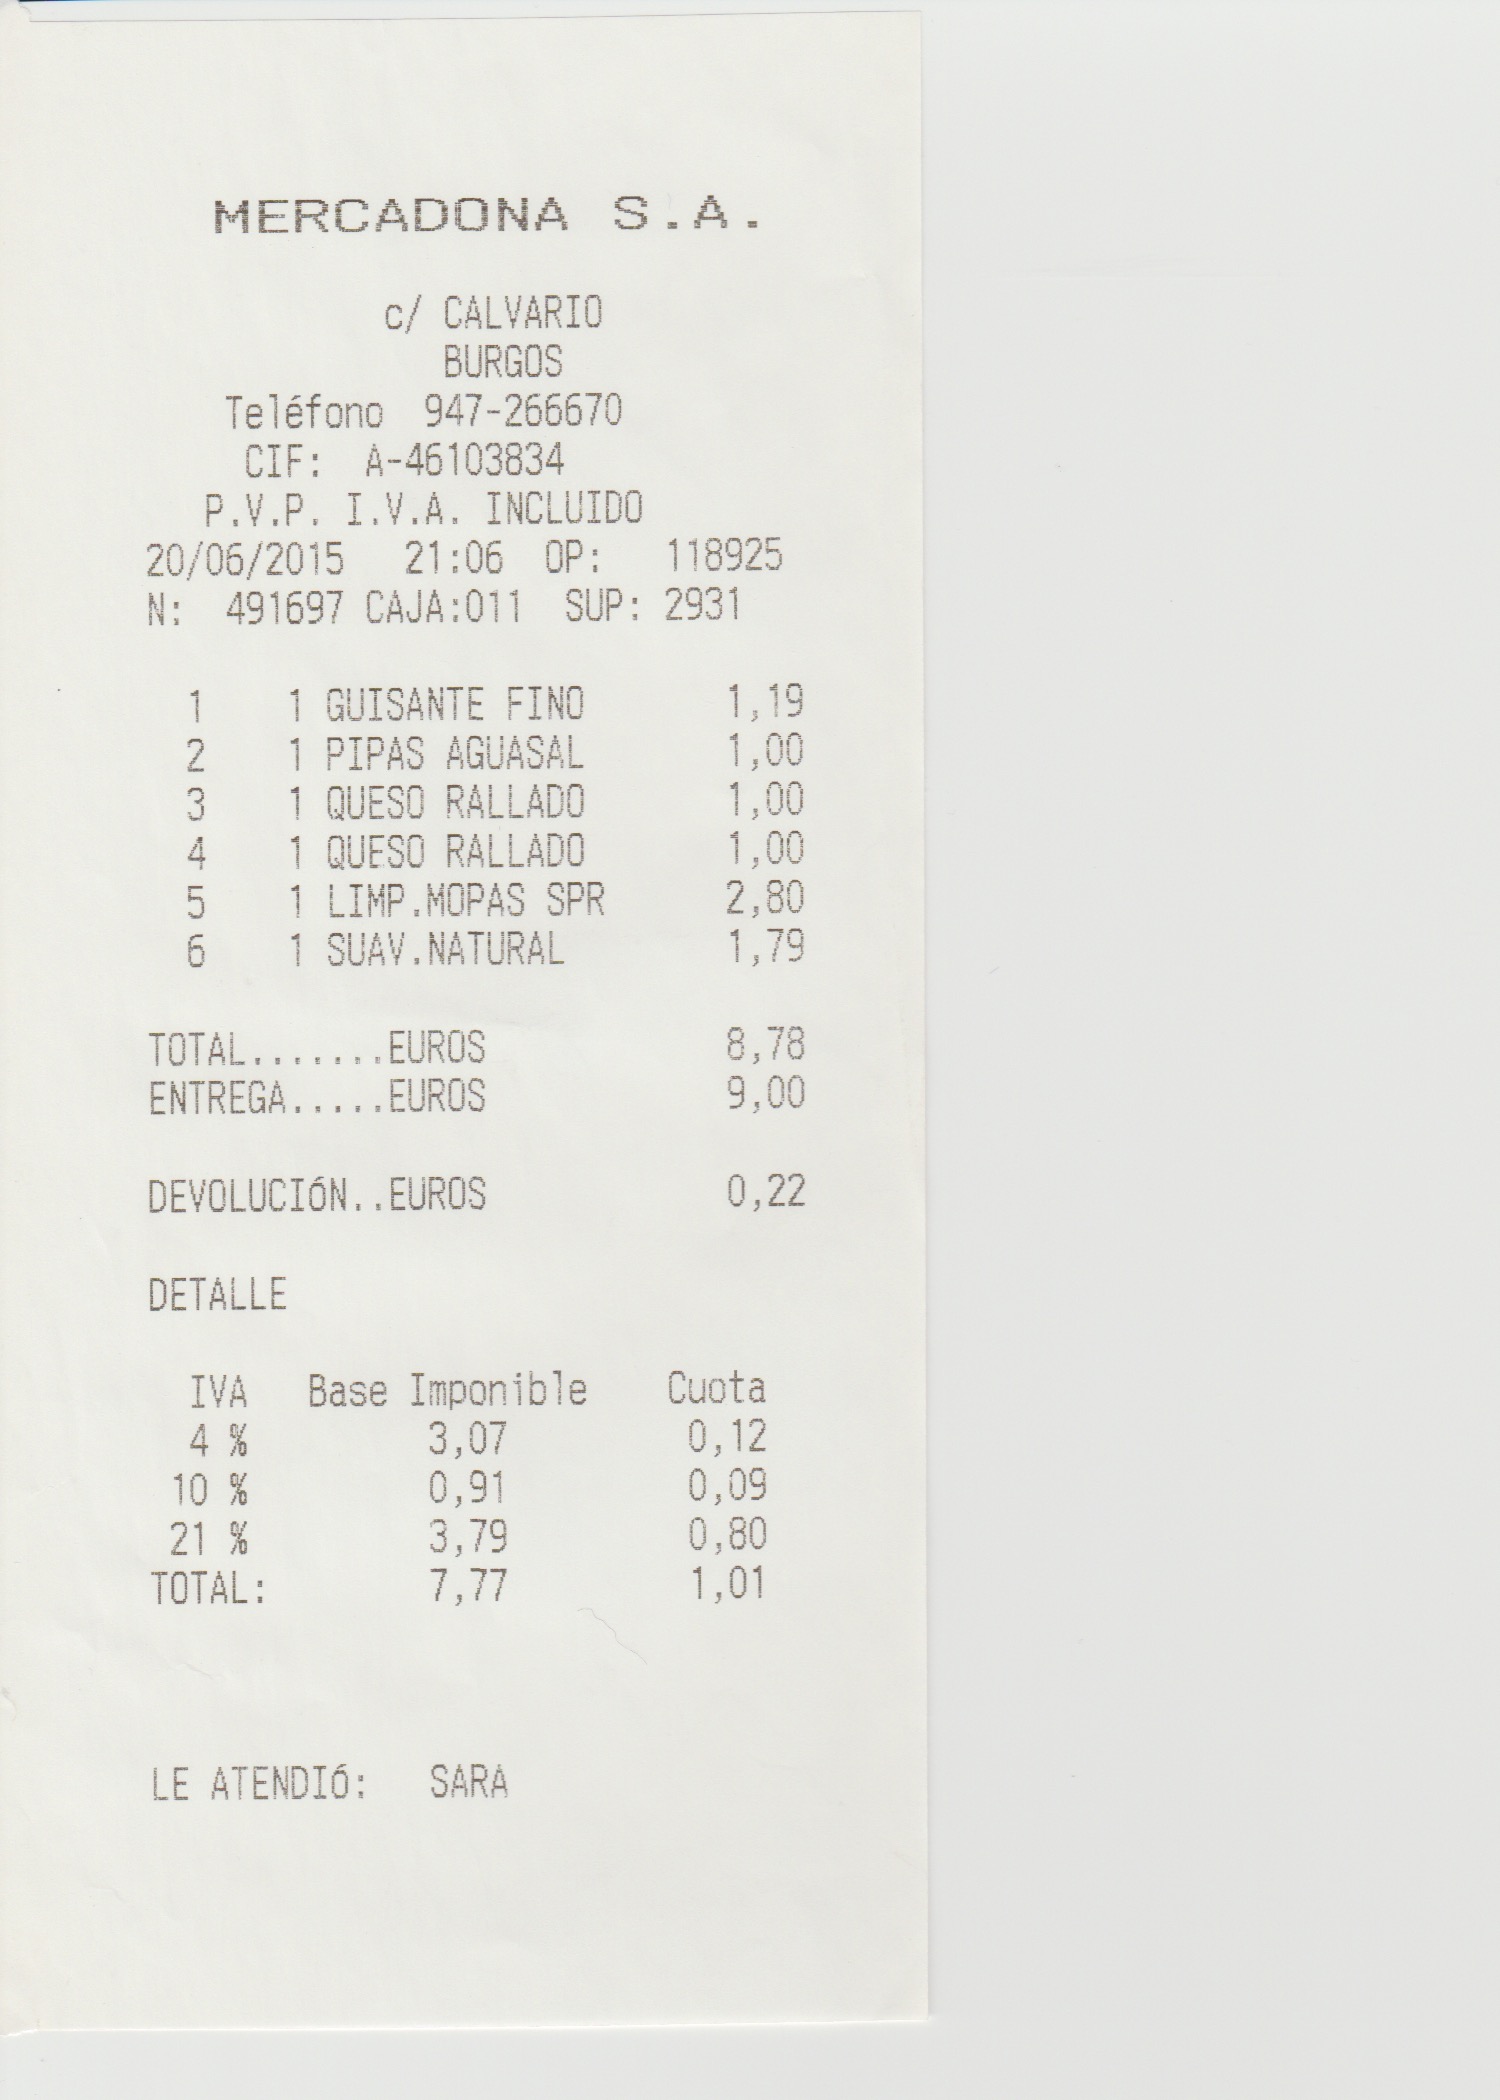 MERCADONA S.A.
c/ CALVARIO
BURGOS
Teléfono 947-266670
CIF: A-46103834
P.V.P. I.V.A. INCLUIDO
20/06/2015 21:06 OP: 118925
N: 491697 CAJA:011 SUP: 2931
1 1 GUISANTE FINO 1,19
2 1 PIPAS AGUASAL 1,00
3 1 QUESO RALLADO 1,00
4 1 QUESO RALLADO 1,00
5 1 LIMP.MOPAS SPR 2,80
6 1 SUAV.NATURAL 1,79
TOTAL.......EUROS 8,78
ENTREGA.....EUROS 9,00
DEVOLUCIóN..EUROS 0,22
DETALLE
IVA Base Imponible Cuota
4 % 3,07 0,12
10 % 0,91 0,09
21 % 3,79 0,80
TOTAL: 7,77 1,01
LE ATENDIó: SARA